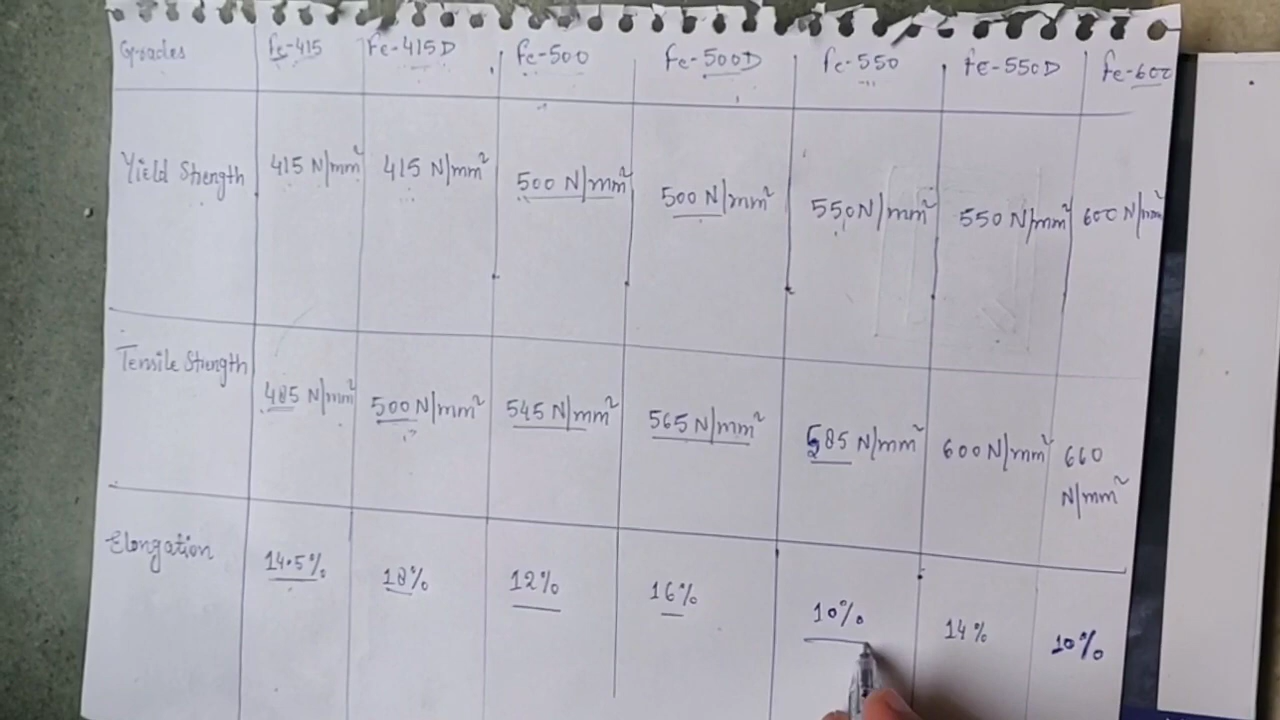 Grades Fe-415 Fe-415D Fe-500 Fe-500D Fe-550 Fe-550D Fe-600
Yield Strength 415 N/mm² 415 N/mm² 500 N/mm² 500 N/mm² 550N/mm² 550 N/mm² 600 N/mm²
Tensile Strength 485 N/mm² 500 N/mm² 545 N/mm² 565 N/mm² 585 N/mm² 600 N/mm² 660
N/mm²
Elongation 14.5% 18% 12% 16% 10% 14% 10%